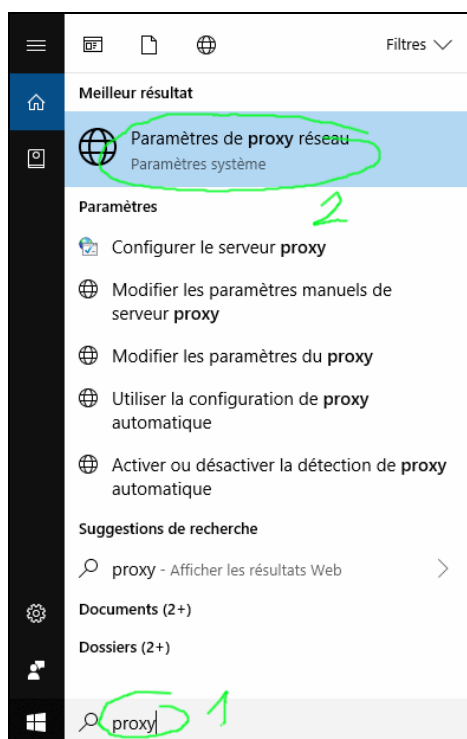 Filtres
Meilleur résultat
Paramètres de proxy réseau
Paramètres système
2
Paramètres
Configurer le serveur proxy
Modifier les paramètres manuels de
serveur proxy
Modifier les paramètres du proxy
Utiliser la configuration de proxy
automatique
Activer ou désactiver la détection de proxy
automatique
Suggestions de recherche
proxy - Afficher les résultats Web
Documents (2+)
Dossiers (2+)
proxy 1